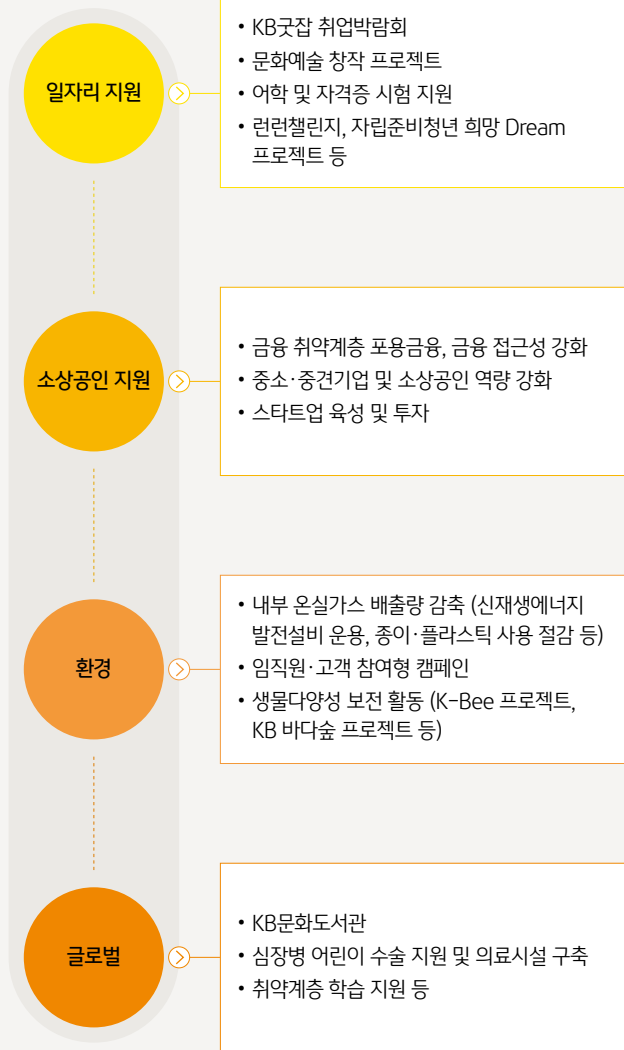 일자리 지원
• KB굿잡 취업박람회
• 문화예술 창작 프로젝트
• 어학 및 자격증 시험 지원
• 런런챌린지, 자립준비청년 희망 Dream
프로젝트 등
소상공인 지원
• 금융 취약계층 포용금융, 금융 접근성 강화
• 중소·중견기업 및 소상공인 역량 강화
• 스타트업 육성 및 투자
환경
• 내부 온실가스 배출량 감축 (신재생에너지
발전설비 운용, 종이·플라스틱 사용 절감 등)
• 임직원·고객 참여형 캠페인
• 생물다양성 보전 활동 (K-Bee 프로젝트,
KB 바다숲 프로젝트 등)
글로벌
• KB문화도서관
• 심장병 어린이 수술 지원 및 의료시설 구축
• 취약계층 학습 지원 등